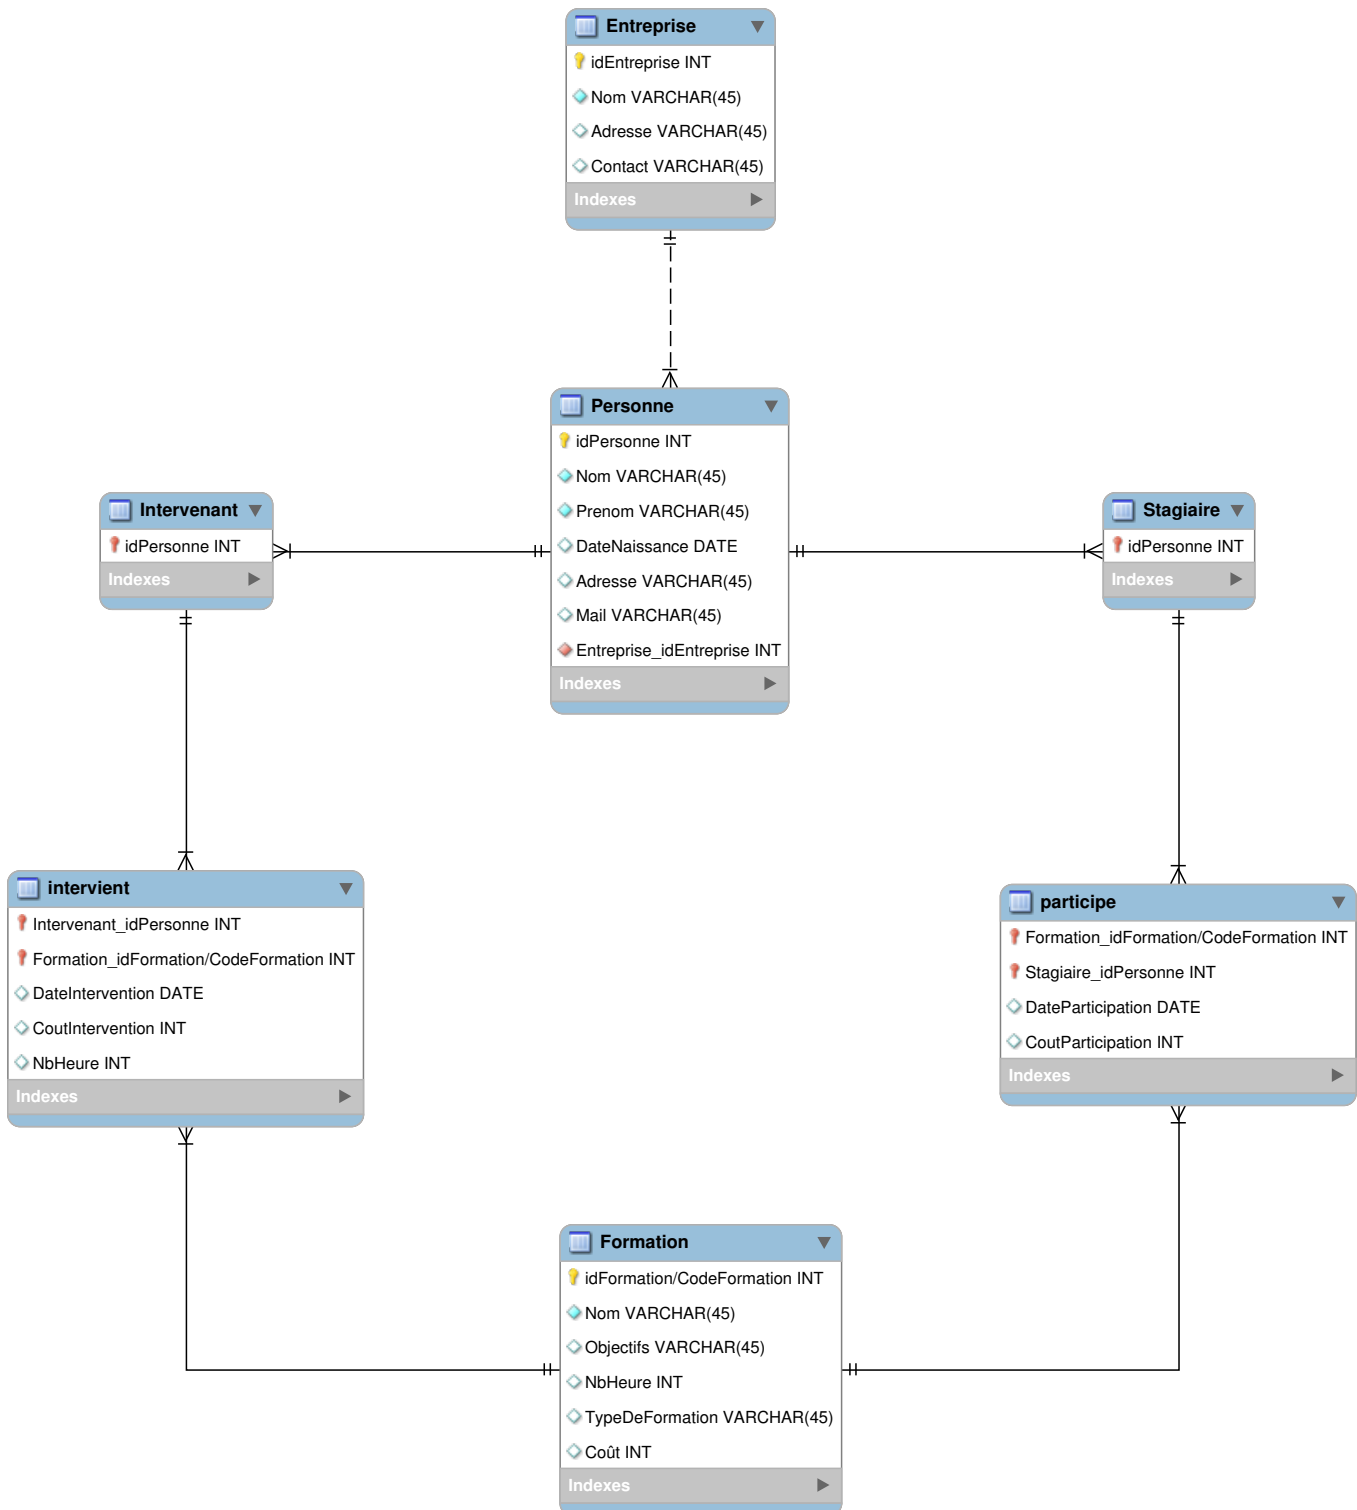 Entreprise
idEntreprise INT
Nom VARCHAR(45)
Adresse VARCHAR(45)
Contact VARCHAR(45)
Indexes
Personne
idPersonne INT
Nom VARCHAR(45)
Prenom VARCHAR(45)
DateNaissance DATE
Adresse VARCHAR(45)
Mail VARCHAR(45)
Entreprise_idEntreprise INT
Indexes
Intervenant
idPersonne INT
Indexes
Stagiaire
idPersonne INT
Indexes
intervient
Intervenant_idPersonne INT
Formation_idFormation/CodeFormation INT
DateIntervention DATE
CoutIntervention INT
NbHeure INT
Indexes
participe
Formation_idFormation/CodeFormation INT
Stagiaire_idPersonne INT
DateParticipation DATE
CoutParticipation INT
Indexes
Formation
idFormation/CodeFormation INT
Nom VARCHAR(45)
Objectifs VARCHAR(45)
NbHeure INT
TypeDeFormation VARCHAR(45)
Coût INT
Indexes